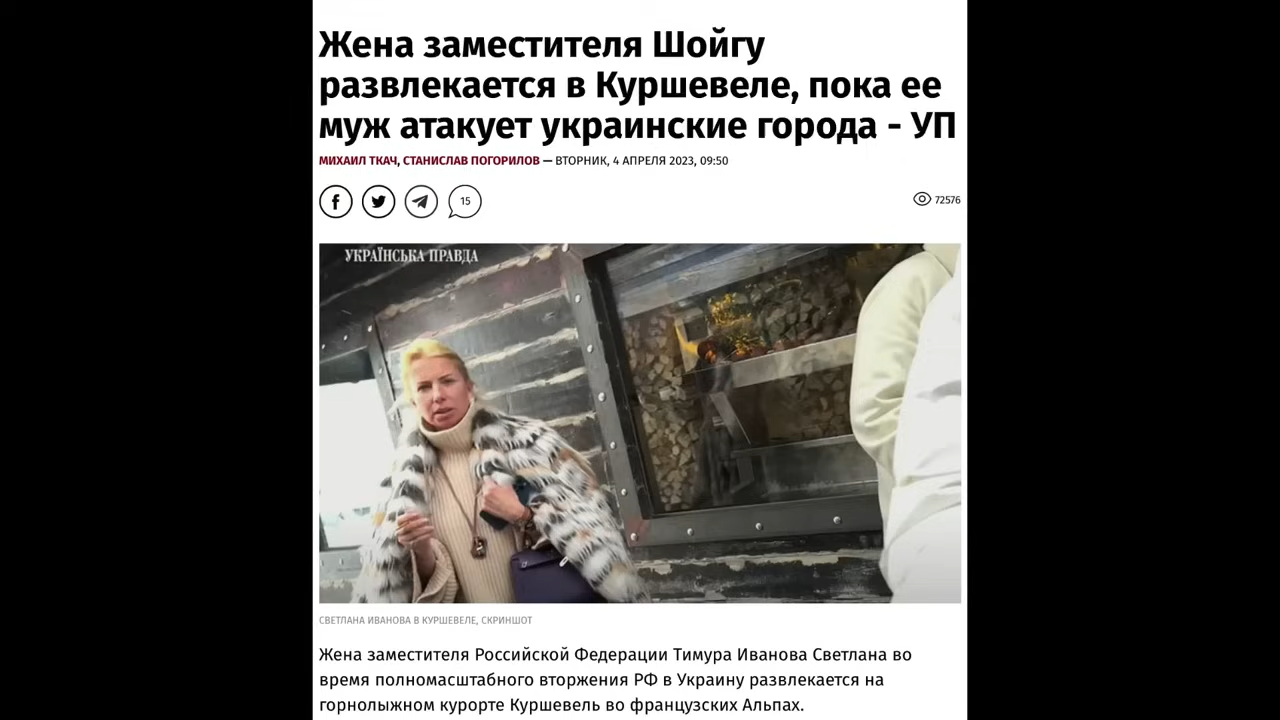 Жена заместителя Шойгу
развлекается в Куршевеле, пока ее
муж атакует украинские города - УП
МИХАИЛ ТКАЧ, СТАНИСЛАВ ПОГОРИЛОВ — ВТОРНИК, 4 АПРЕЛЯ 2023, 09:50
15
72576
УКРАЇНСЬКА ПРАВДА
СВЕТЛАНА ИВАНОВА В КУРШЕВЕЛЕ, СКРИНШОТ
Жена заместителя Российской Федерации Тимура Иванова Светлана во
время полномасштабного вторжения РФ в Украину развлекается на
горнолыжном курорте Куршевель во французских Альпах.